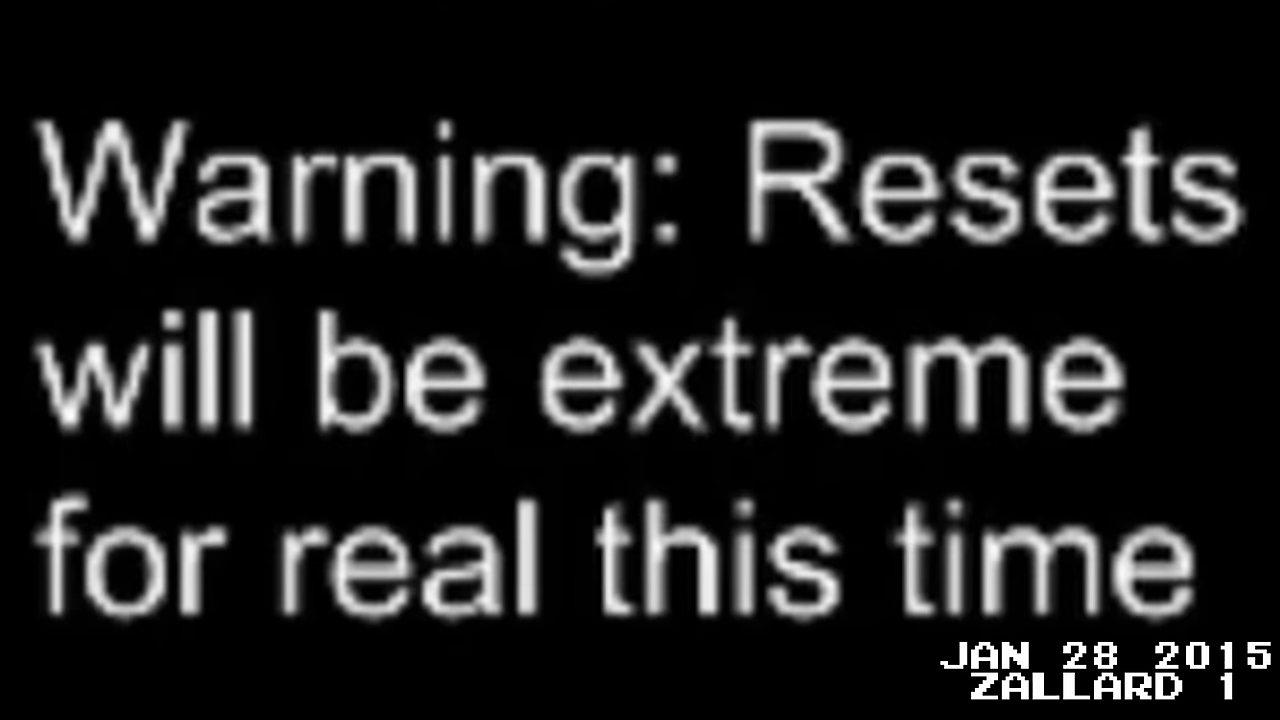 Warning: Resets
will be extreme
for real this time
JAN 28 2015
ZALLARD 1